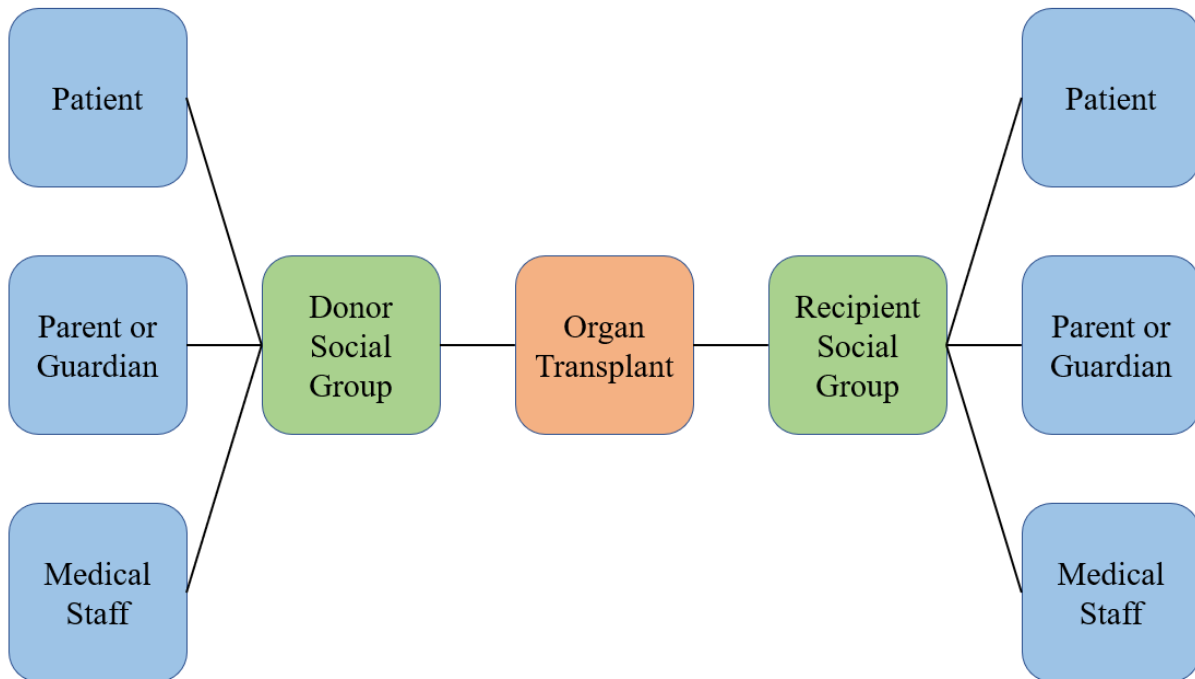 Patient
Parent or
Guardian
Medical
Staff
Donor
Social
Group
Organ
Transplant
Recipient
Social
Group
Patient
Parent or
Guardian
Medical
Staff